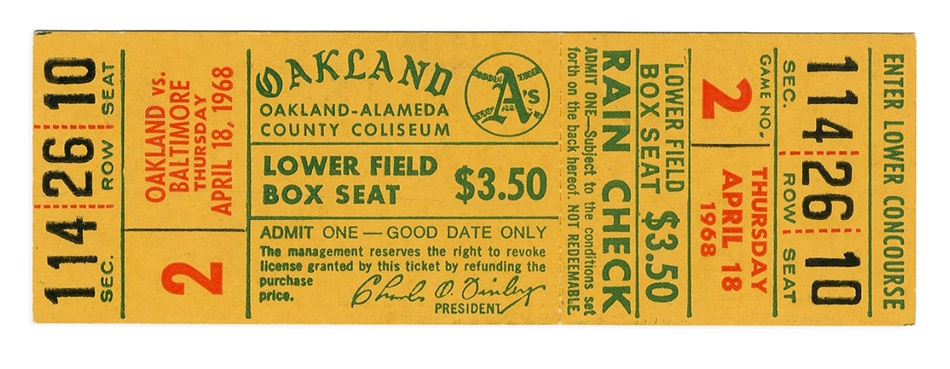 114 26 10
SEC. ROW SEAT
OAKLAND vs.
BALTIMORE
THURSDAY
APRIL 18, 1968
2
OAKLAND
OAKLAND-ALAMEDA
COUNTY COLISEUM
A's
LOWER FIELD
BOX SEAT
$3.50
ADMIT ONE — GOOD DATE ONLY
The management reserves the right to revoke
license granted by this ticket by refunding the
purchase
price.
Charles O. Finley
PRESIDENT
ADMIT ONE—Subject to the conditions set
forth on the back hereof. NOT REDEEMABLE.
RAIN CHECK
LOWER FIELD
BOX SEAT $3.50
GAME NO.
2
THURSDAY
APRIL 18
1968
SEC. ROW SEAT
114 26 10
ENTER LOWER CONCOURSE